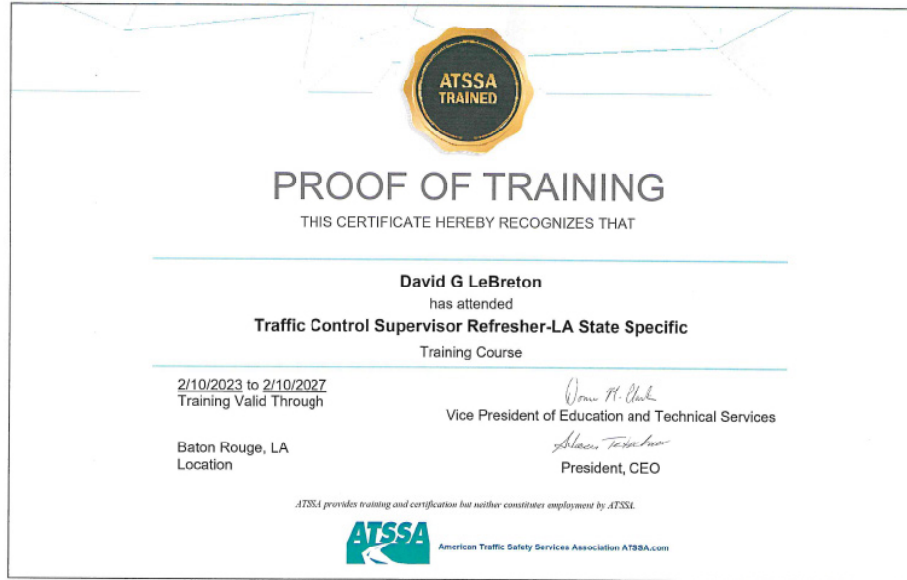 ATSSA
TRAINED
PROOF OF TRAINING
THIS CERTIFICATE HEREBY RECOGNIZES THAT
David G LeBreton
has attended
Traffic Control Supervisor Refresher-LA State Specific
Training Course
2/10/2023 to 2/10/2027
Training Valid Through
Vice President of Education and Technical Services
Baton Rouge, LA
Location
President, CEO
ATSSA provides training and certification but neither constitutes employment by ATSSA.
ATSSA
American Traffic Safety Services Association ATSSA.com